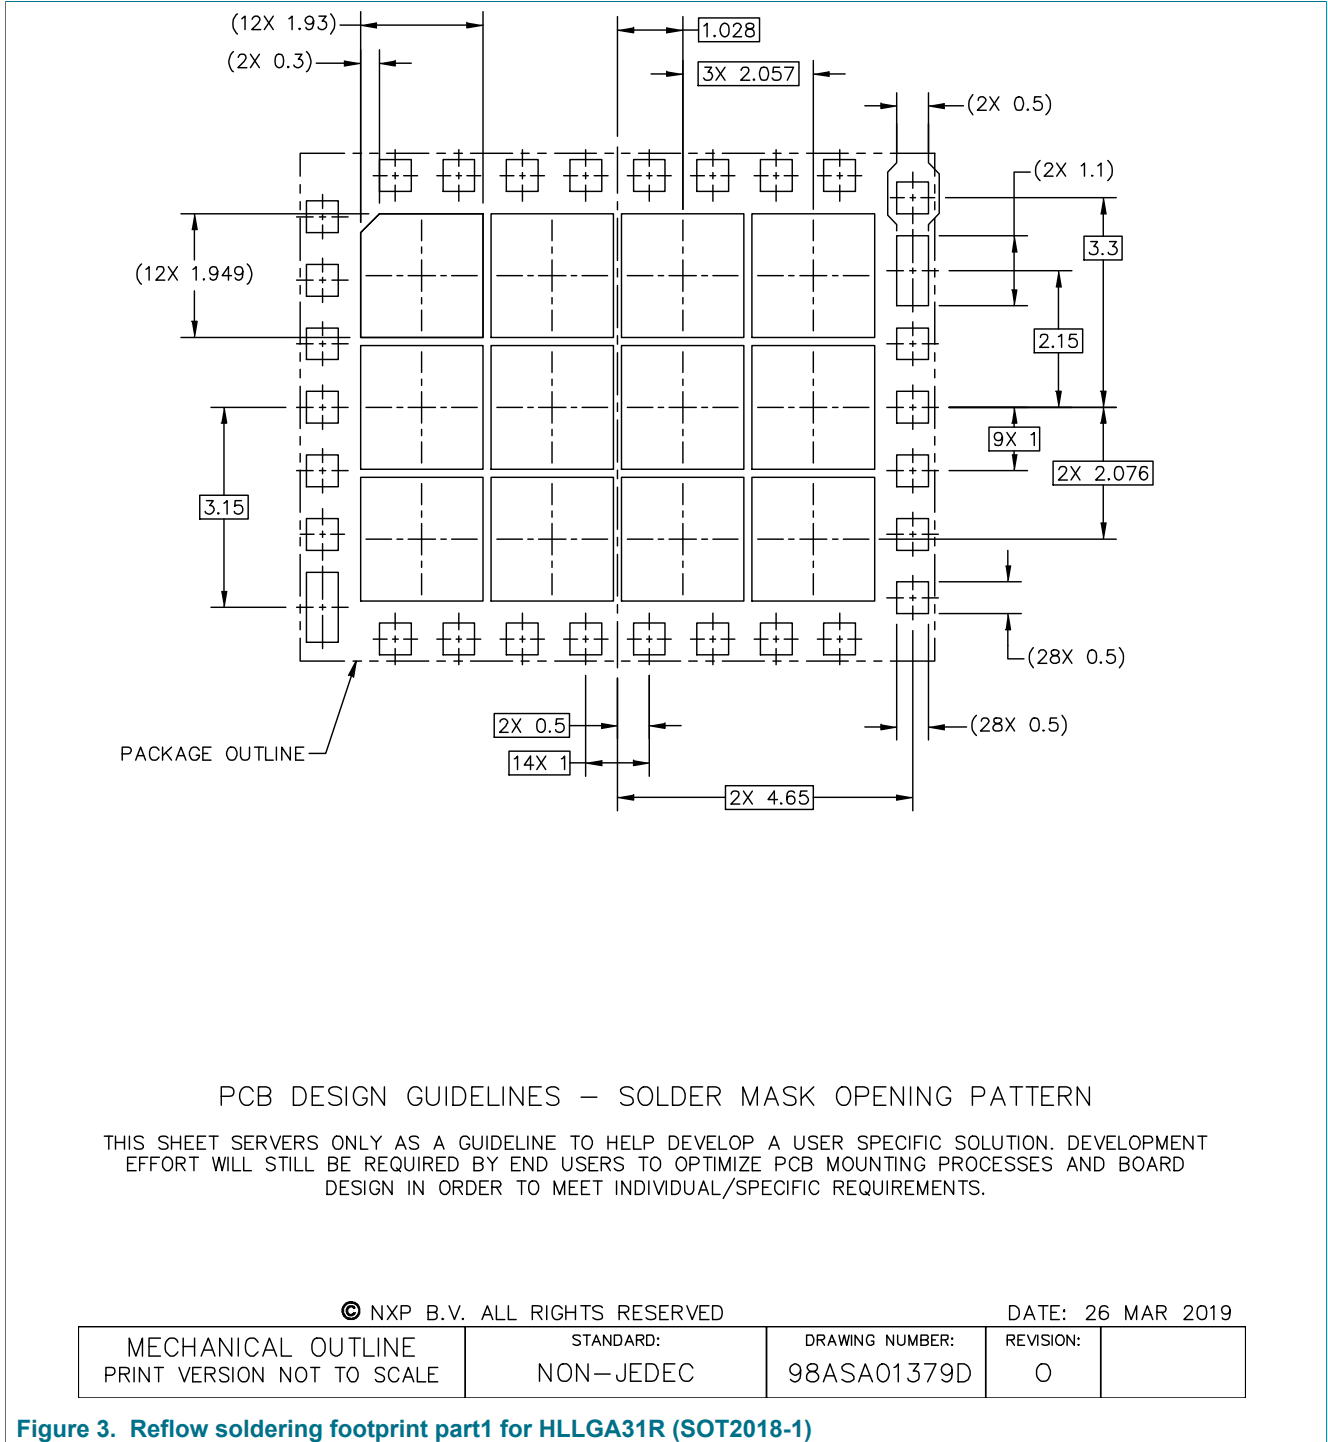 (12X 1.93)
1.028
(2X 0.3)
3X 2.057
(2X 0.5)
(2X 1.1)
3.3
(12X 1.949)
2.15
9X 1
2X 2.076
3.15
(28X 0.5)
2X 0.5
(28X 0.5)
PACKAGE OUTLINE
14X 1
2X 4.65
PCB DESIGN GUIDELINES – SOLDER MASK OPENING PATTERN
THIS SHEET SERVERS ONLY AS A GUIDELINE TO HELP DEVELOP A USER SPECIFIC SOLUTION. DEVELOPMENT
EFFORT WILL STILL BE REQUIRED BY END USERS TO OPTIMIZE PCB MOUNTING PROCESSES AND BOARD
DESIGN IN ORDER TO MEET INDIVIDUAL/SPECIFIC REQUIREMENTS.
© NXP B.V. ALL RIGHTS RESERVED
DATE: 26 MAR 2019
MECHANICAL OUTLINE
PRINT VERSION NOT TO SCALE
STANDARD:
NON–JEDEC
DRAWING NUMBER:
98ASA01379D
REVISION:
O
Figure 3. Reflow soldering footprint part1 for HLLGA31R (SOT2018-1)